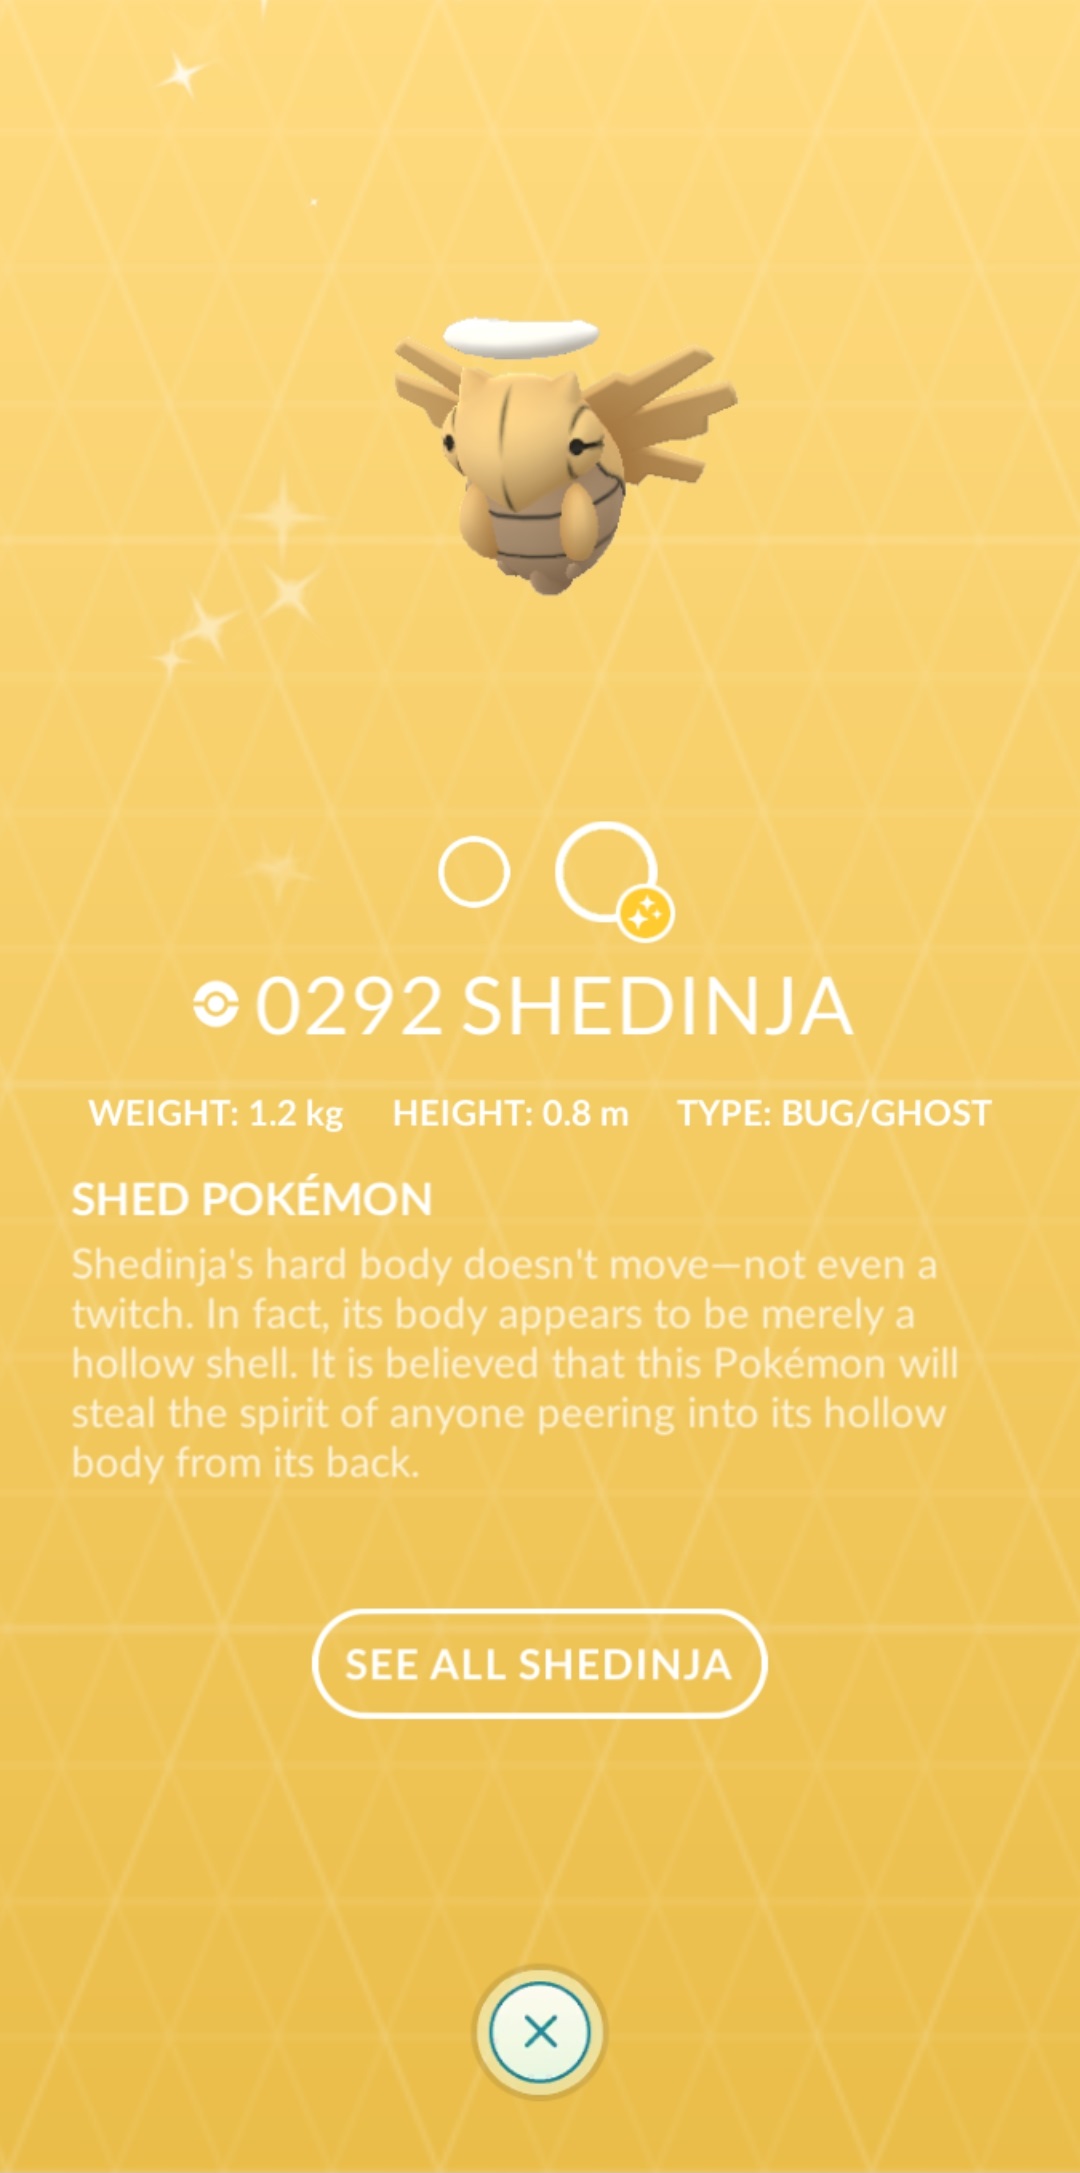 0292 SHEDINJA
WEIGHT: 1.2 kg HEIGHT: 0.8 m TYPE: BUG/GHOST
SHED POKÉMON
Shedinja's hard body doesn't move—not even a
twitch. In fact, its body appears to be merely a
hollow shell. It is believed that this Pokémon will
steal the spirit of anyone peering into its hollow
body from its back.
SEE ALL SHEDINJA